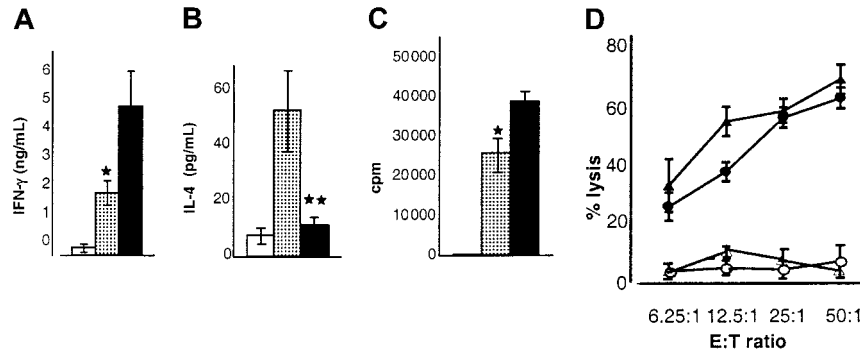 A
IFN-γ (ng/mL)
6
5
4
3
2
1
0
★
B
IL-4 (pg/mL)
60
40
20
0
★★
C
cpm
50000
40000
30000
20000
10000
0
★
D
% lysis
80
60
40
20
0
6.25:1 12.5:1 25:1 50:1
E:T ratio